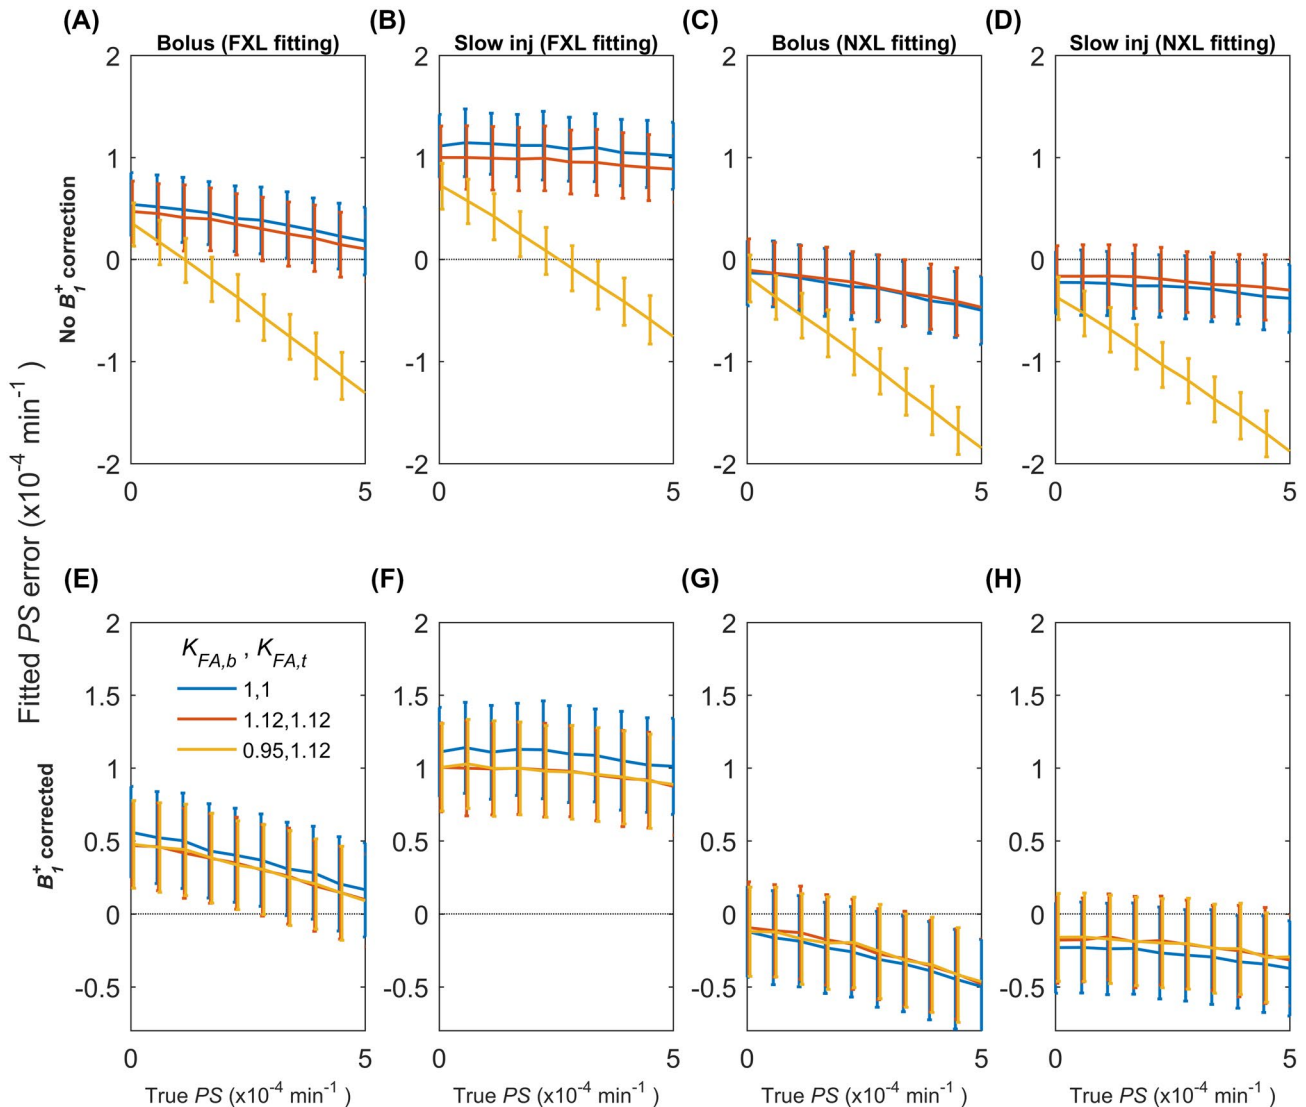 (A) (B) (C) (D)
Bolus (FXL fitting) Slow inj (FXL fitting) Bolus (NXL fitting) Slow inj (NXL fitting)
2 2 2 2
1 1 1 1
0 0 0 0
-1 -1 -1 -1
-2 -2 -2 -2
0 5 0 5 0 5 0 5
No B₁⁺ correction
Fitted PS error (x10⁻⁴ min⁻¹ )
(E) (F) (G) (H)
2 2 2 2
K_FA,b , K_FA,t
1.5 1.5 1.5 1.5
1,1
1.12,1.12
0.95,1.12
1 1 1 1
0.5 0.5 0.5 0.5
0 0 0 0
-0.5 -0.5 -0.5 -0.5
B₁⁺ corrected
0 5 0 5 0 5 0 5
True PS (x10⁻⁴ min⁻¹ ) True PS (x10⁻⁴ min⁻¹ ) True PS (x10⁻⁴ min⁻¹ ) True PS (x10⁻⁴ min⁻¹ )